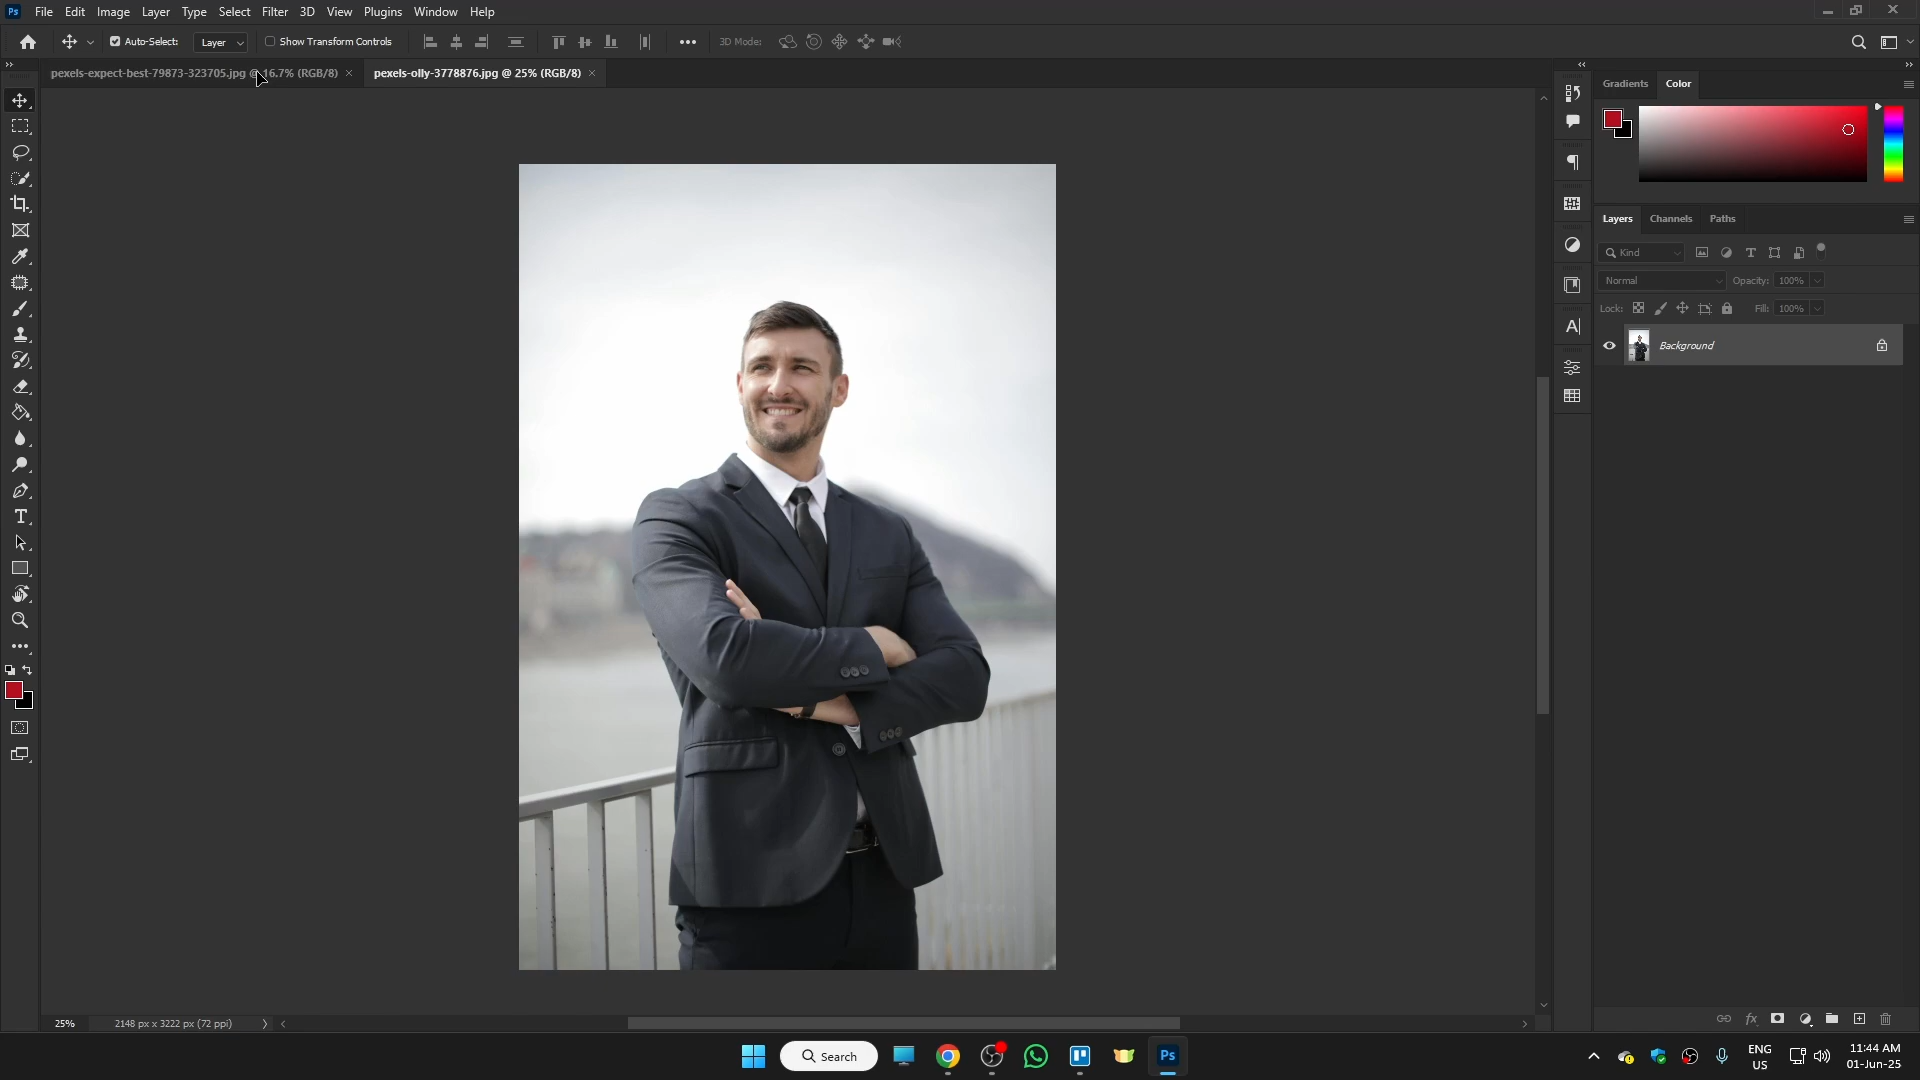 Ps File Edit Image Layer Type Select Filter 3D View Plugins Window Help
Auto-Select: Layer Show Transform Controls 3D Mode:
pexels-expect-best-79873-323705.jpg @ 16.7% (RGB/8) pexels-olly-3778876.jpg @ 25% (RGB/8)
Gradients Color
Layers Channels Paths
Kind
Normal Opacity: 100%
Lock: Fill: 100%
Background
25% 2148 px x 3222 px (72 ppi)
Search
Ps
ENG
US
11:44 AM
01-Jun-25